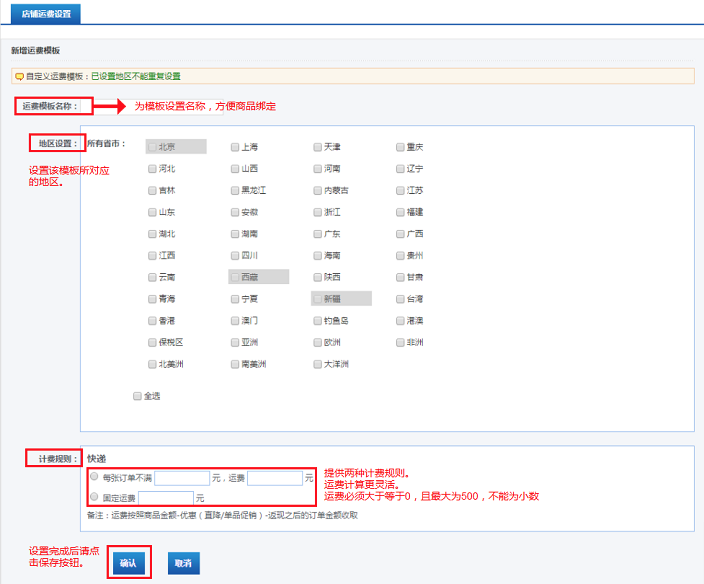 店铺运费设置
新增运费模板
自定义运费模板：已设置地区不能重复设置
运费模板名称：
为模板设置名称，方便商品绑定
地区设置：
设置该模板所对应
的地区。
所有省市：
北京 上海 天津 重庆
河北 山西 河南 辽宁
吉林 黑龙江 内蒙古 江苏
山东 安徽 浙江 福建
湖北 湖南 广东 广西
江西 四川 海南 贵州
云南 西藏 陕西 甘肃
青海 宁夏 新疆 台湾
香港 澳门 钓鱼岛 港澳
保税区 亚洲 欧洲 非洲
北美洲 南美洲 大洋洲
全选
计费规则：
快递
每张订单不满 元，运费 元
固定运费 元
提供两种计费规则。
运费计算更灵活。
运费必须大于等于0，且最大为500，不能为小数
备注：运费按照商品金额-优惠（直降/单品促销）-返现之后的订单金额收取
设置完成后请点
击保存按钮。
确认 取消